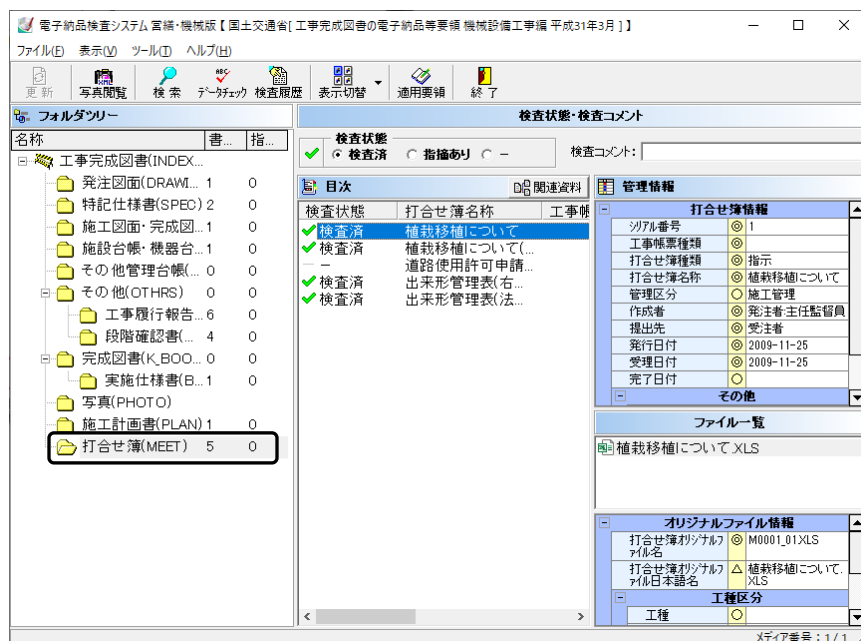 電子納品検査システム 営繕・機械版【 国土交通省[ 工事完成図書の電子納品等要領 機械設備工事編 平成31年3月 ] 】
ファイル(F) 表示(V) ツール(T) ヘルプ(H)
更 新 写真閲覧 検 索 データチェック 検査履歴 表示切替 適用要領 終 了
フォルダツリー
名称 書... 指...
工事完成図書(INDEX...
発注図面(DRAWI... 1 0
特記仕様書(SPEC) 2 0
施工図面・完成図... 1 0
施設台帳・機器台... 1 0
その他管理台帳(... 0 0
その他(OTHRS) 0 0
工事履行報告... 6 0
段階確認書(... 4 0
完成図書(K_BOO... 0 0
実施仕様書(B... 1 0
写真(PHOTO)
施工計画書(PLAN) 1 0
打合せ簿(MEET) 5 0
検査状態・検査コメント
検査状態
検査済 指摘あり −
検査コメント:
目次 関連資料
検査状態 打合せ簿名称 工事帳
検査済 植栽移植について
検査済 植栽移植について(...
− 道路使用許可申請...
検査済 出来形管理表(右...
検査済 出来形管理表(法...
管理情報
打合せ簿情報
シリアル番号 ◎ 1
工事帳票種類 ◎
打合せ簿種類 ◎ 指示
打合せ簿名称 ◎ 植栽移植について
管理区分 ○ 施工管理
作成者 ◎ 発注者:主任監督員
提出先 ◎ 受注者
発行日付 ◎ 2009-11-25
受理日付 ◎ 2009-11-25
完了日付 ○
その他
ファイル一覧
植栽移植について.XLS
オリジナルファイル情報
打合せ簿オリジナルフ ◎ M0001_01.XLS
ァイル名
打合せ簿オリジナルフ △ 植栽移植について.
ァイル日本語名 XLS
工種区分
工種 ○
メディア番号 : 1 / 1